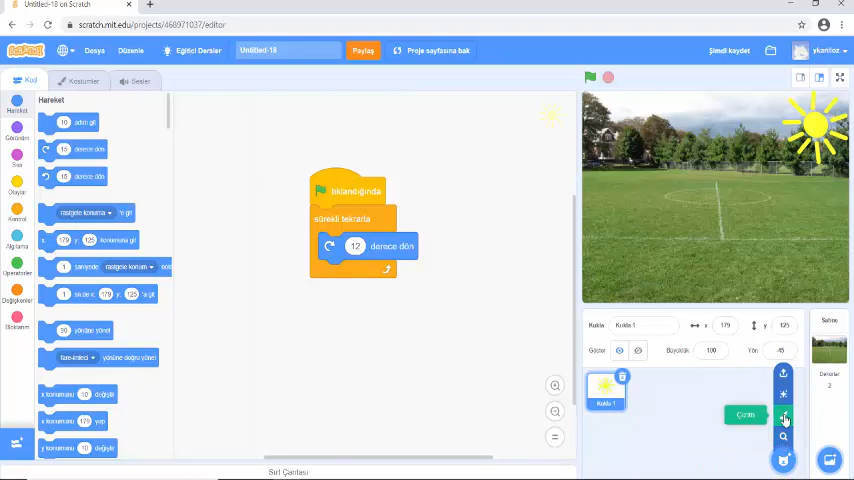 Untitled-18 on Scratch
scratch.mit.edu/projects/468971037/editor
SCRATCH
Dosya
Düzenle
Eğitici Dersler
Untitled-18
Paylaş
Proje sayfasına bak
Şimdi kaydet
ykanlioz
Kod
Kostümler
Sesler
Hareket
Görünüm
Ses
Olaylar
Kontrol
Algılama
Operatörler
Değişkenler
Bloklarım
Hareket
10 adım git
15 derece dön
15 derece dön
rastgele konuma 'e git
x: 179 y: 125 konumuna git
1 saniyede rastgele konum
1 sn.de x: 179 y: 125 'a git
90 yönüne yönel
fare-imleci yönüne doğru yönel
x konumunu 10 değiştir
x konumunu 179 yap
y konumunu 10 değiştir
tıklandığında
sürekli tekrarla
12 derece dön
Sırt Çantası
Kukla Kukla 1 x 179 y 125
Göster Büyüklük 100 Yön -45
Kukla 1
Çizim
Sahne
Dekorlar
2